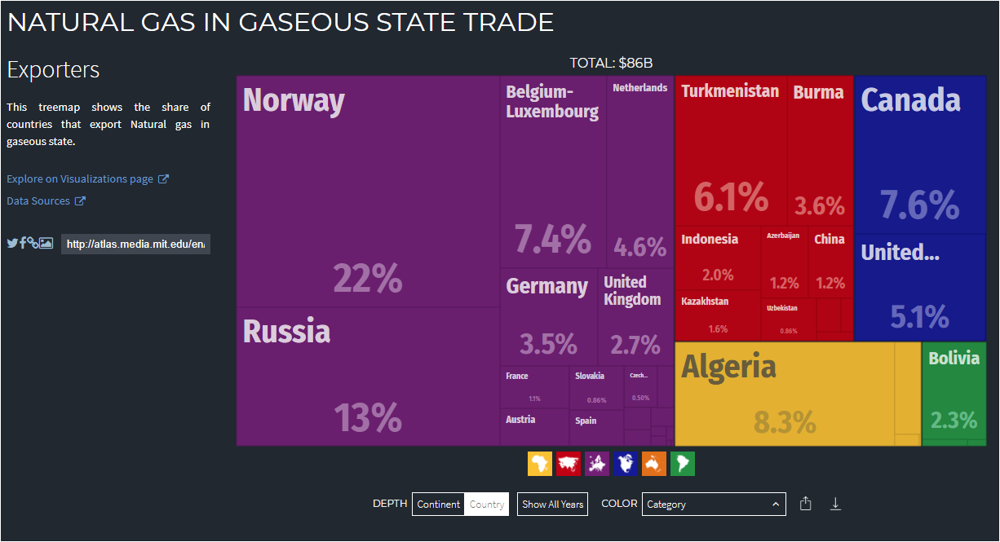 NATURAL GAS IN GASEOUS STATE TRADE
Exporters
This treemap shows the share of
countries that export Natural gas in
gaseous state.
Explore on Visualizations page
Data Sources
http://atlas.media.mit.edu/en/
TOTAL: $86B
Norway
22%
Russia
13%
Belgium-
Luxembourg
7.4%
Netherlands
4.6%
Germany
3.5%
United
Kingdom
2.7%
France
1.1%
Slovakia
0.86%
Czech...
0.50%
Austria
Spain
Turkmenistan
6.1%
Burma
3.6%
Indonesia
2.0%
Azerbaijan
1.2%
China
1.2%
Kazakhstan
1.6%
Uzbekistan
0.86%
Canada
7.6%
United...
5.1%
Algeria
8.3%
Bolivia
2.3%
DEPTH Continent Country Show All Years COLOR Category